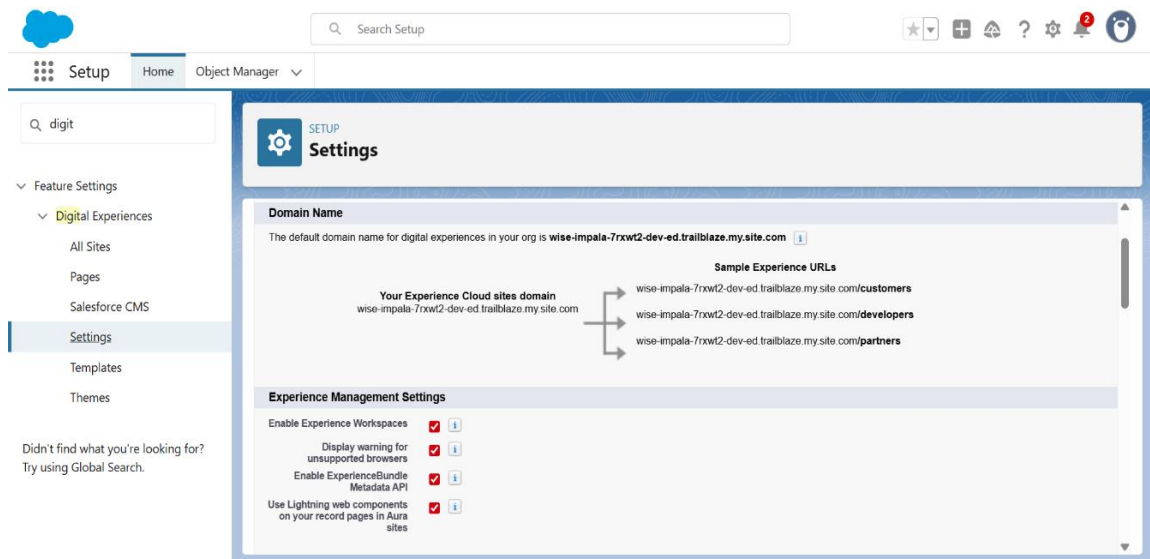 Search Setup
2
Setup
Home
Object Manager
digit
Feature Settings
Digital Experiences
All Sites
Pages
Salesforce CMS
Settings
Templates
Themes
Didn't find what you're looking for?
Try using Global Search.
SETUP
Settings
Domain Name
The default domain name for digital experiences in your org is wise-impala-7rxwt2-dev-ed.trailblaze.my.site.com
Sample Experience URLs
Your Experience Cloud sites domain
wise-impala-7rxwt2-dev-ed.trailblaze.my.site.com
wise-impala-7rxwt2-dev-ed.trailblaze.my.site.com/customers
wise-impala-7rxwt2-dev-ed.trailblaze.my.site.com/developers
wise-impala-7rxwt2-dev-ed.trailblaze.my.site.com/partners
Experience Management Settings
Enable Experience Workspaces
Display warning for
unsupported browsers
Enable ExperienceBundle
Metadata API
Use Lightning web components
on your record pages in Aura
sites